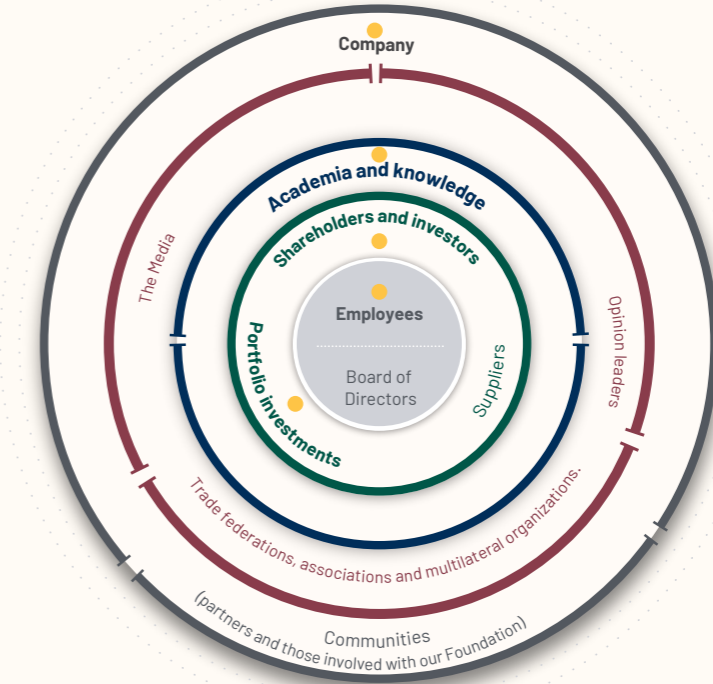 Company
Academia and knowledge
Shareholders and investors
The Media
Opinion leaders
Employees
Portfolio investments
Suppliers
Board of
Directors
Trade federations, associations and multilateral organizations.
Communities
(partners and those involved with our Foundation)